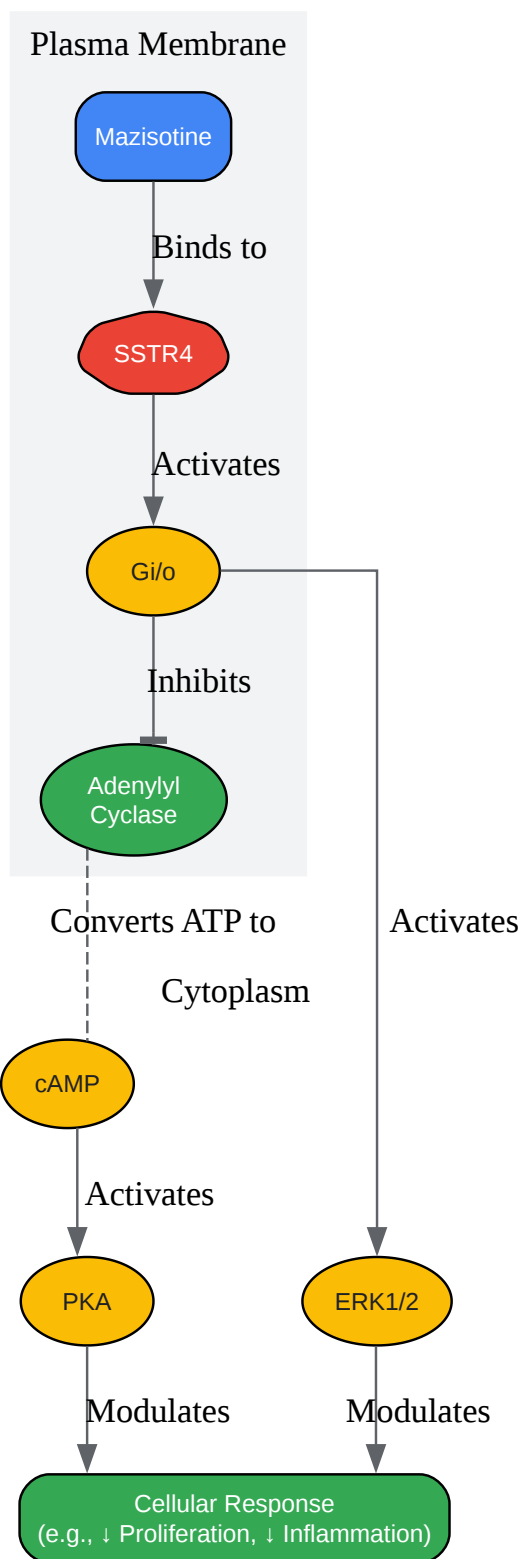 Plasma Membrane
Mazisotine
Binds to
SSTR4
Activates
Gi/o
Inhibits
Adenylyl
Cyclase
Converts ATP to
Activates
Cytoplasm
cAMP
Activates
PKA
ERK1/2
Modulates
Modulates
Cellular Response
(e.g., ↓ Proliferation, ↓ Inflammation)